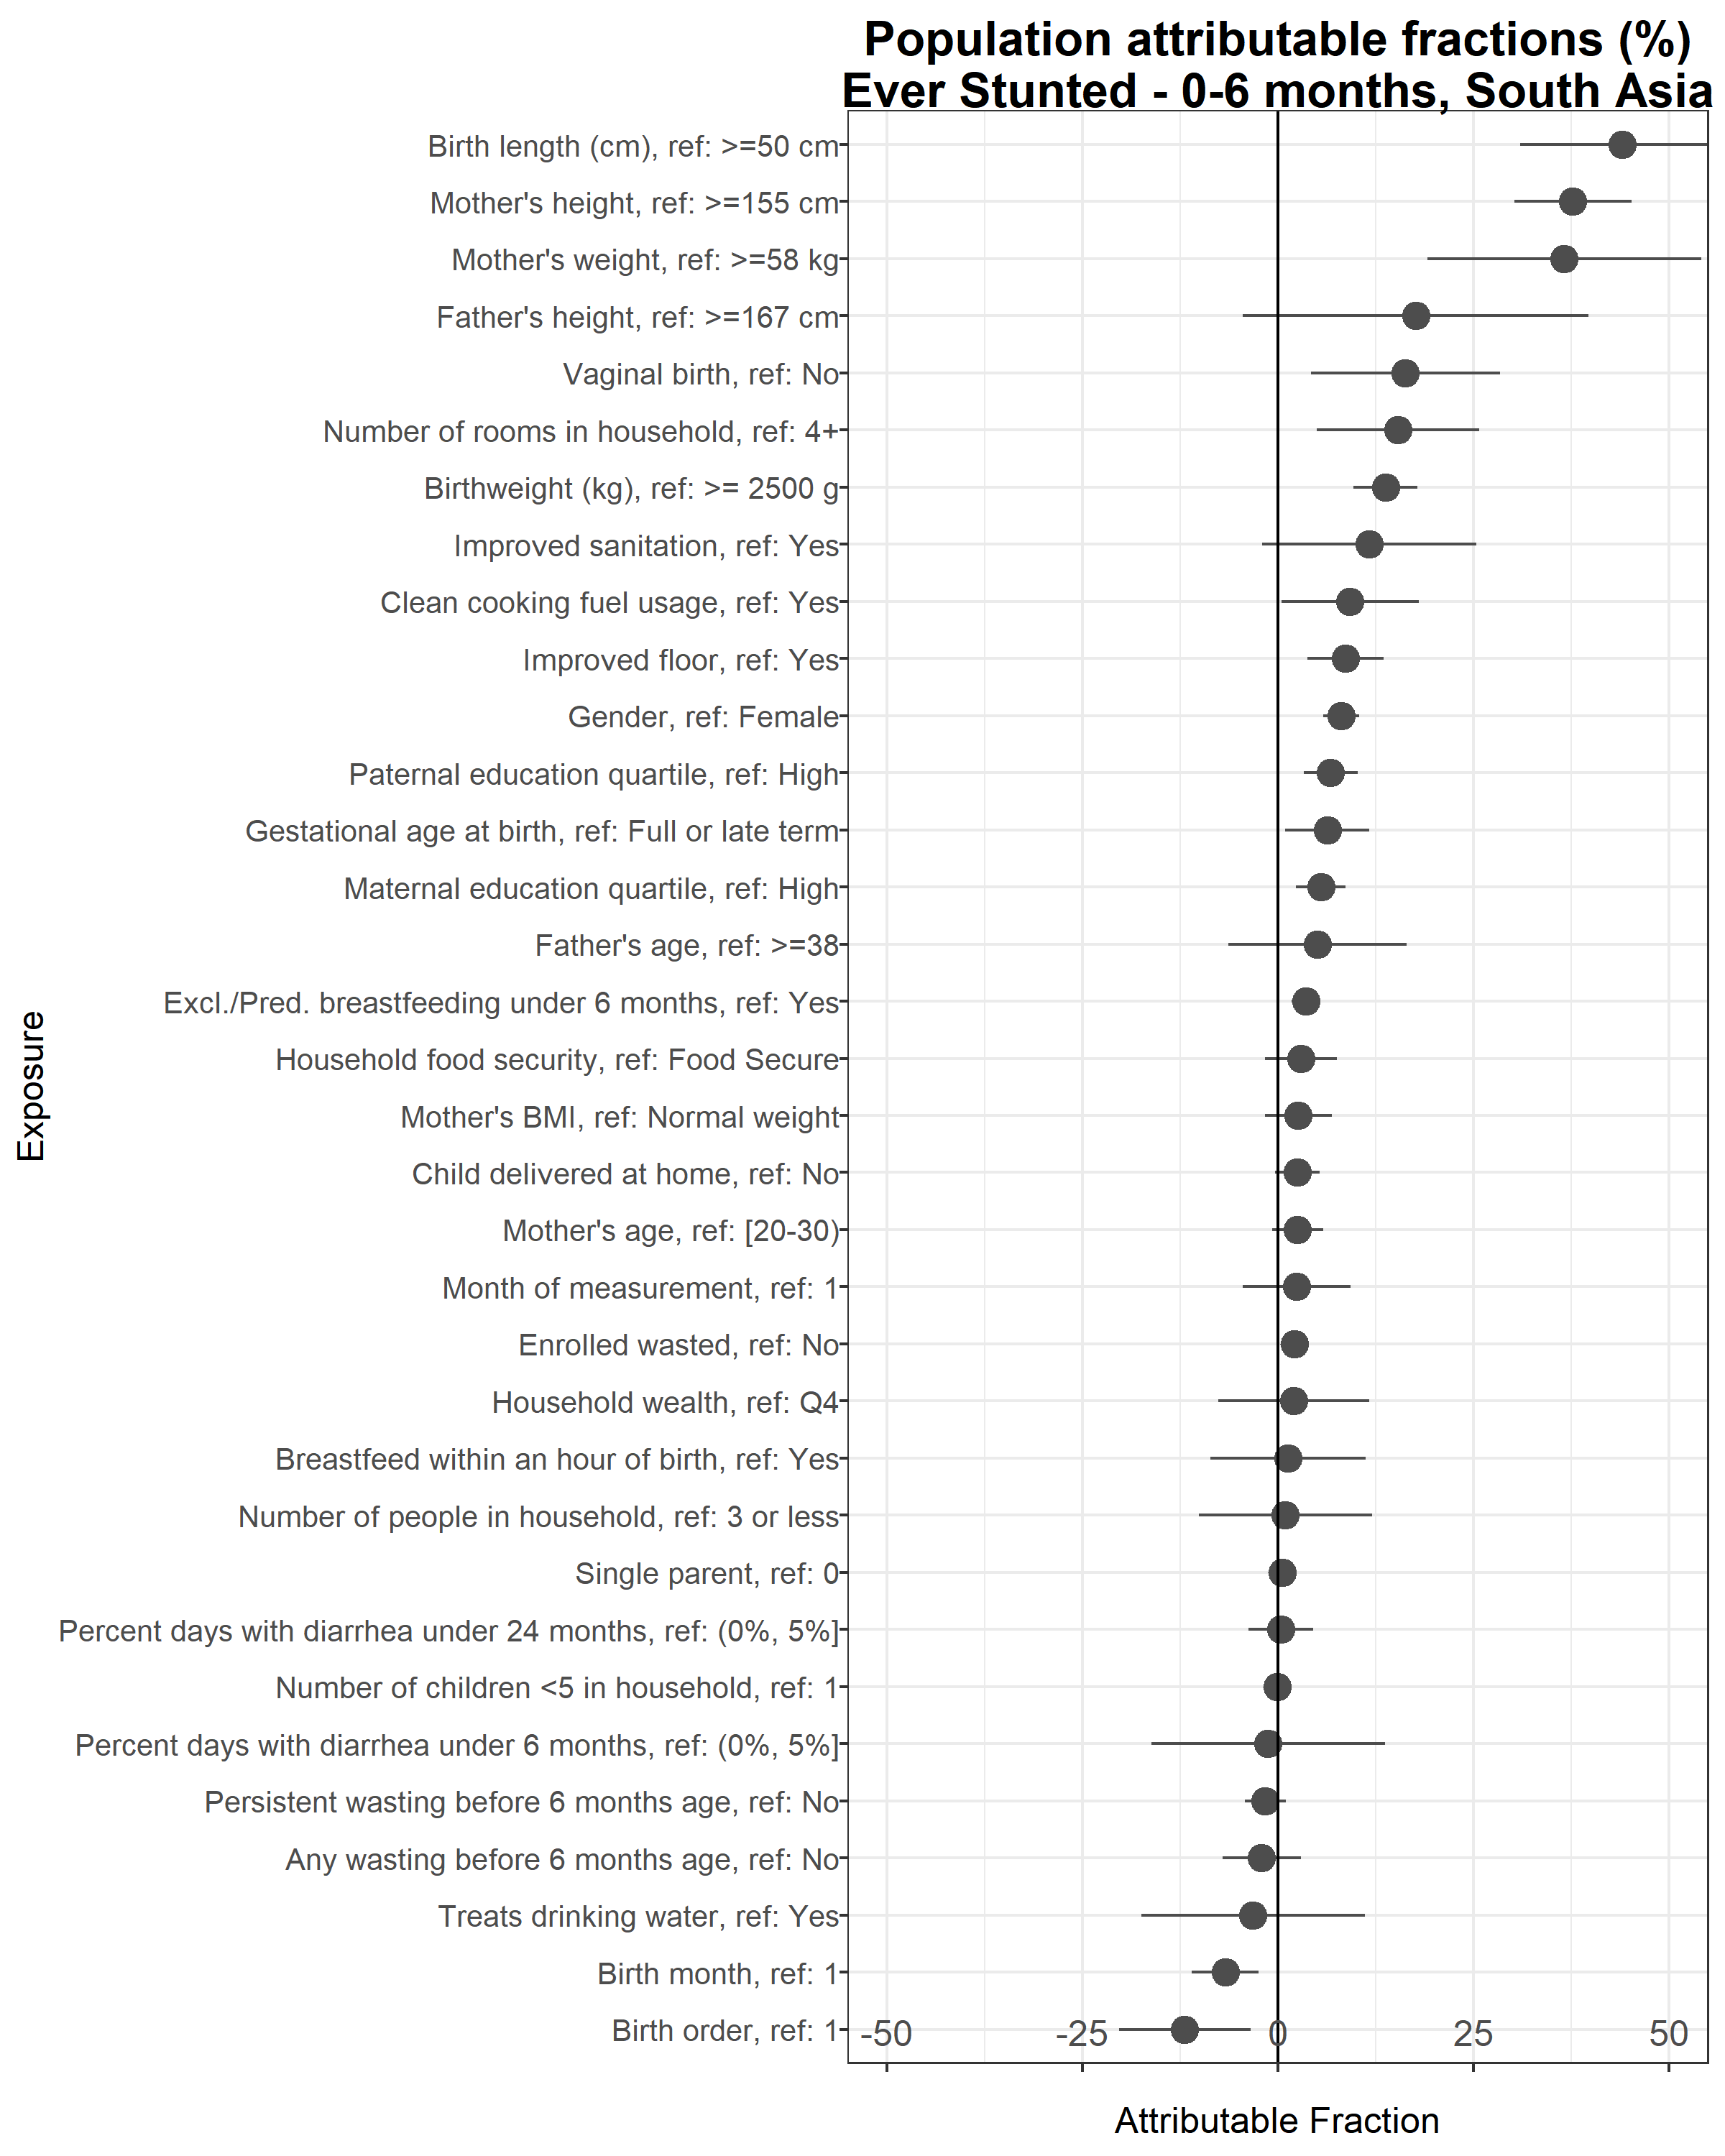 Population attributable fractions (%)
Ever Stunted - 0-6 months, South Asia
Exposure
Birth length (cm), ref: >=50 cm
Mother's height, ref: >=155 cm
Mother's weight, ref: >=58 kg
Father's height, ref: >=167 cm
Vaginal birth, ref: No
Number of rooms in household, ref: 4+
Birthweight (kg), ref: >= 2500 g
Improved sanitation, ref: Yes
Clean cooking fuel usage, ref: Yes
Improved floor, ref: Yes
Gender, ref: Female
Paternal education quartile, ref: High
Gestational age at birth, ref: Full or late term
Maternal education quartile, ref: High
Father's age, ref: >=38
Excl./Pred. breastfeeding under 6 months, ref: Yes
Household food security, ref: Food Secure
Mother's BMI, ref: Normal weight
Child delivered at home, ref: No
Mother's age, ref: [20-30)
Month of measurement, ref: 1
Enrolled wasted, ref: No
Household wealth, ref: Q4
Breastfeed within an hour of birth, ref: Yes
Number of people in household, ref: 3 or less
Single parent, ref: 0
Percent days with diarrhea under 24 months, ref: (0%, 5%]
Number of children <5 in household, ref: 1
Percent days with diarrhea under 6 months, ref: (0%, 5%]
Persistent wasting before 6 months age, ref: No
Any wasting before 6 months age, ref: No
Treats drinking water, ref: Yes
Birth month, ref: 1
Birth order, ref: 1
-50 -25 0 25 50
Attributable Fraction